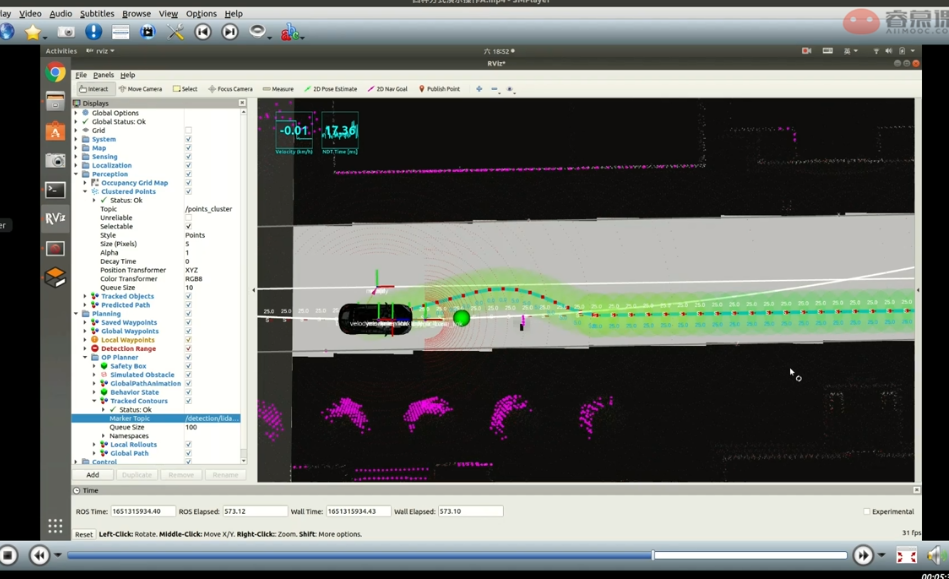 lay Video Audio Subtitles Browse View Options Help
睿慕课
AIIMOOC.COM
Activities rviz 六 18:52
RViz*
File Panels Help
Interact Move Camera Select Focus Camera Measure 2D Pose Estimate 2D Nav Goal Publish Point
Displays
Global Options
Global Status: Ok
Grid
System
Map
Sensing
Localization
Perception
Occupancy Grid Map
Clustered Points
Status: Ok
Topic /points_cluster
Unreliable
Selectable
Style Points
Size (Pixels) 5
Alpha 1
Decay Time 0
Position Transformer XYZ
Color Transformer RGB8
Queue Size 10
Tracked Objects
Predicted Path
Planning
Saved Waypoints
Global Waypoints
Local Waypoints
Detection Range
OP Planner
Safety Box
Simulated Obstacle
GlobalPathAnimation
Behavior State
Tracked Contours
Status: Ok
Marker Topic /detection/lida...
Queue Size 100
Namespaces
Local Rollouts
Global Path
Control
-0.01 17.36
Velocity (km/h) NDT Time [ms]
Add Duplicate Remove Rename
Time
ROS Time: 1651315934.40 ROS Elapsed: 573.12 Wall Time: 1651315934.43 Wall Elapsed: 573.10 Experimental
Reset Left-Click: Rotate. Middle-Click: Move X/Y. Right-Click: Zoom. Shift: More options. 31 fps